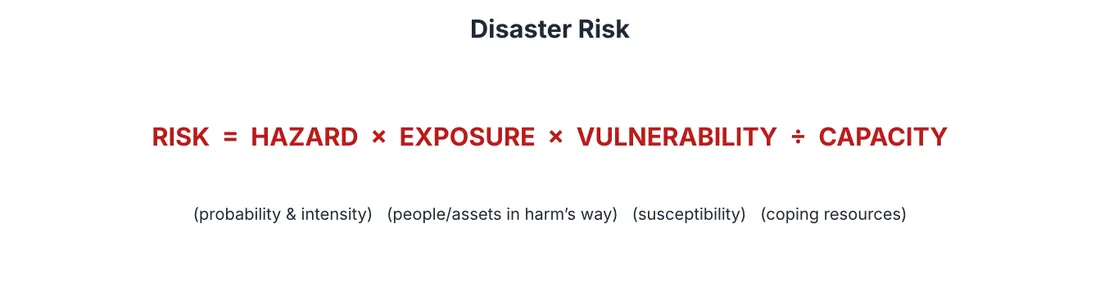 Disaster Risk
RISK = HAZARD × EXPOSURE × VULNERABILITY ÷ CAPACITY
(probability & intensity) (people/assets in harm’s way) (susceptibility) (coping resources)